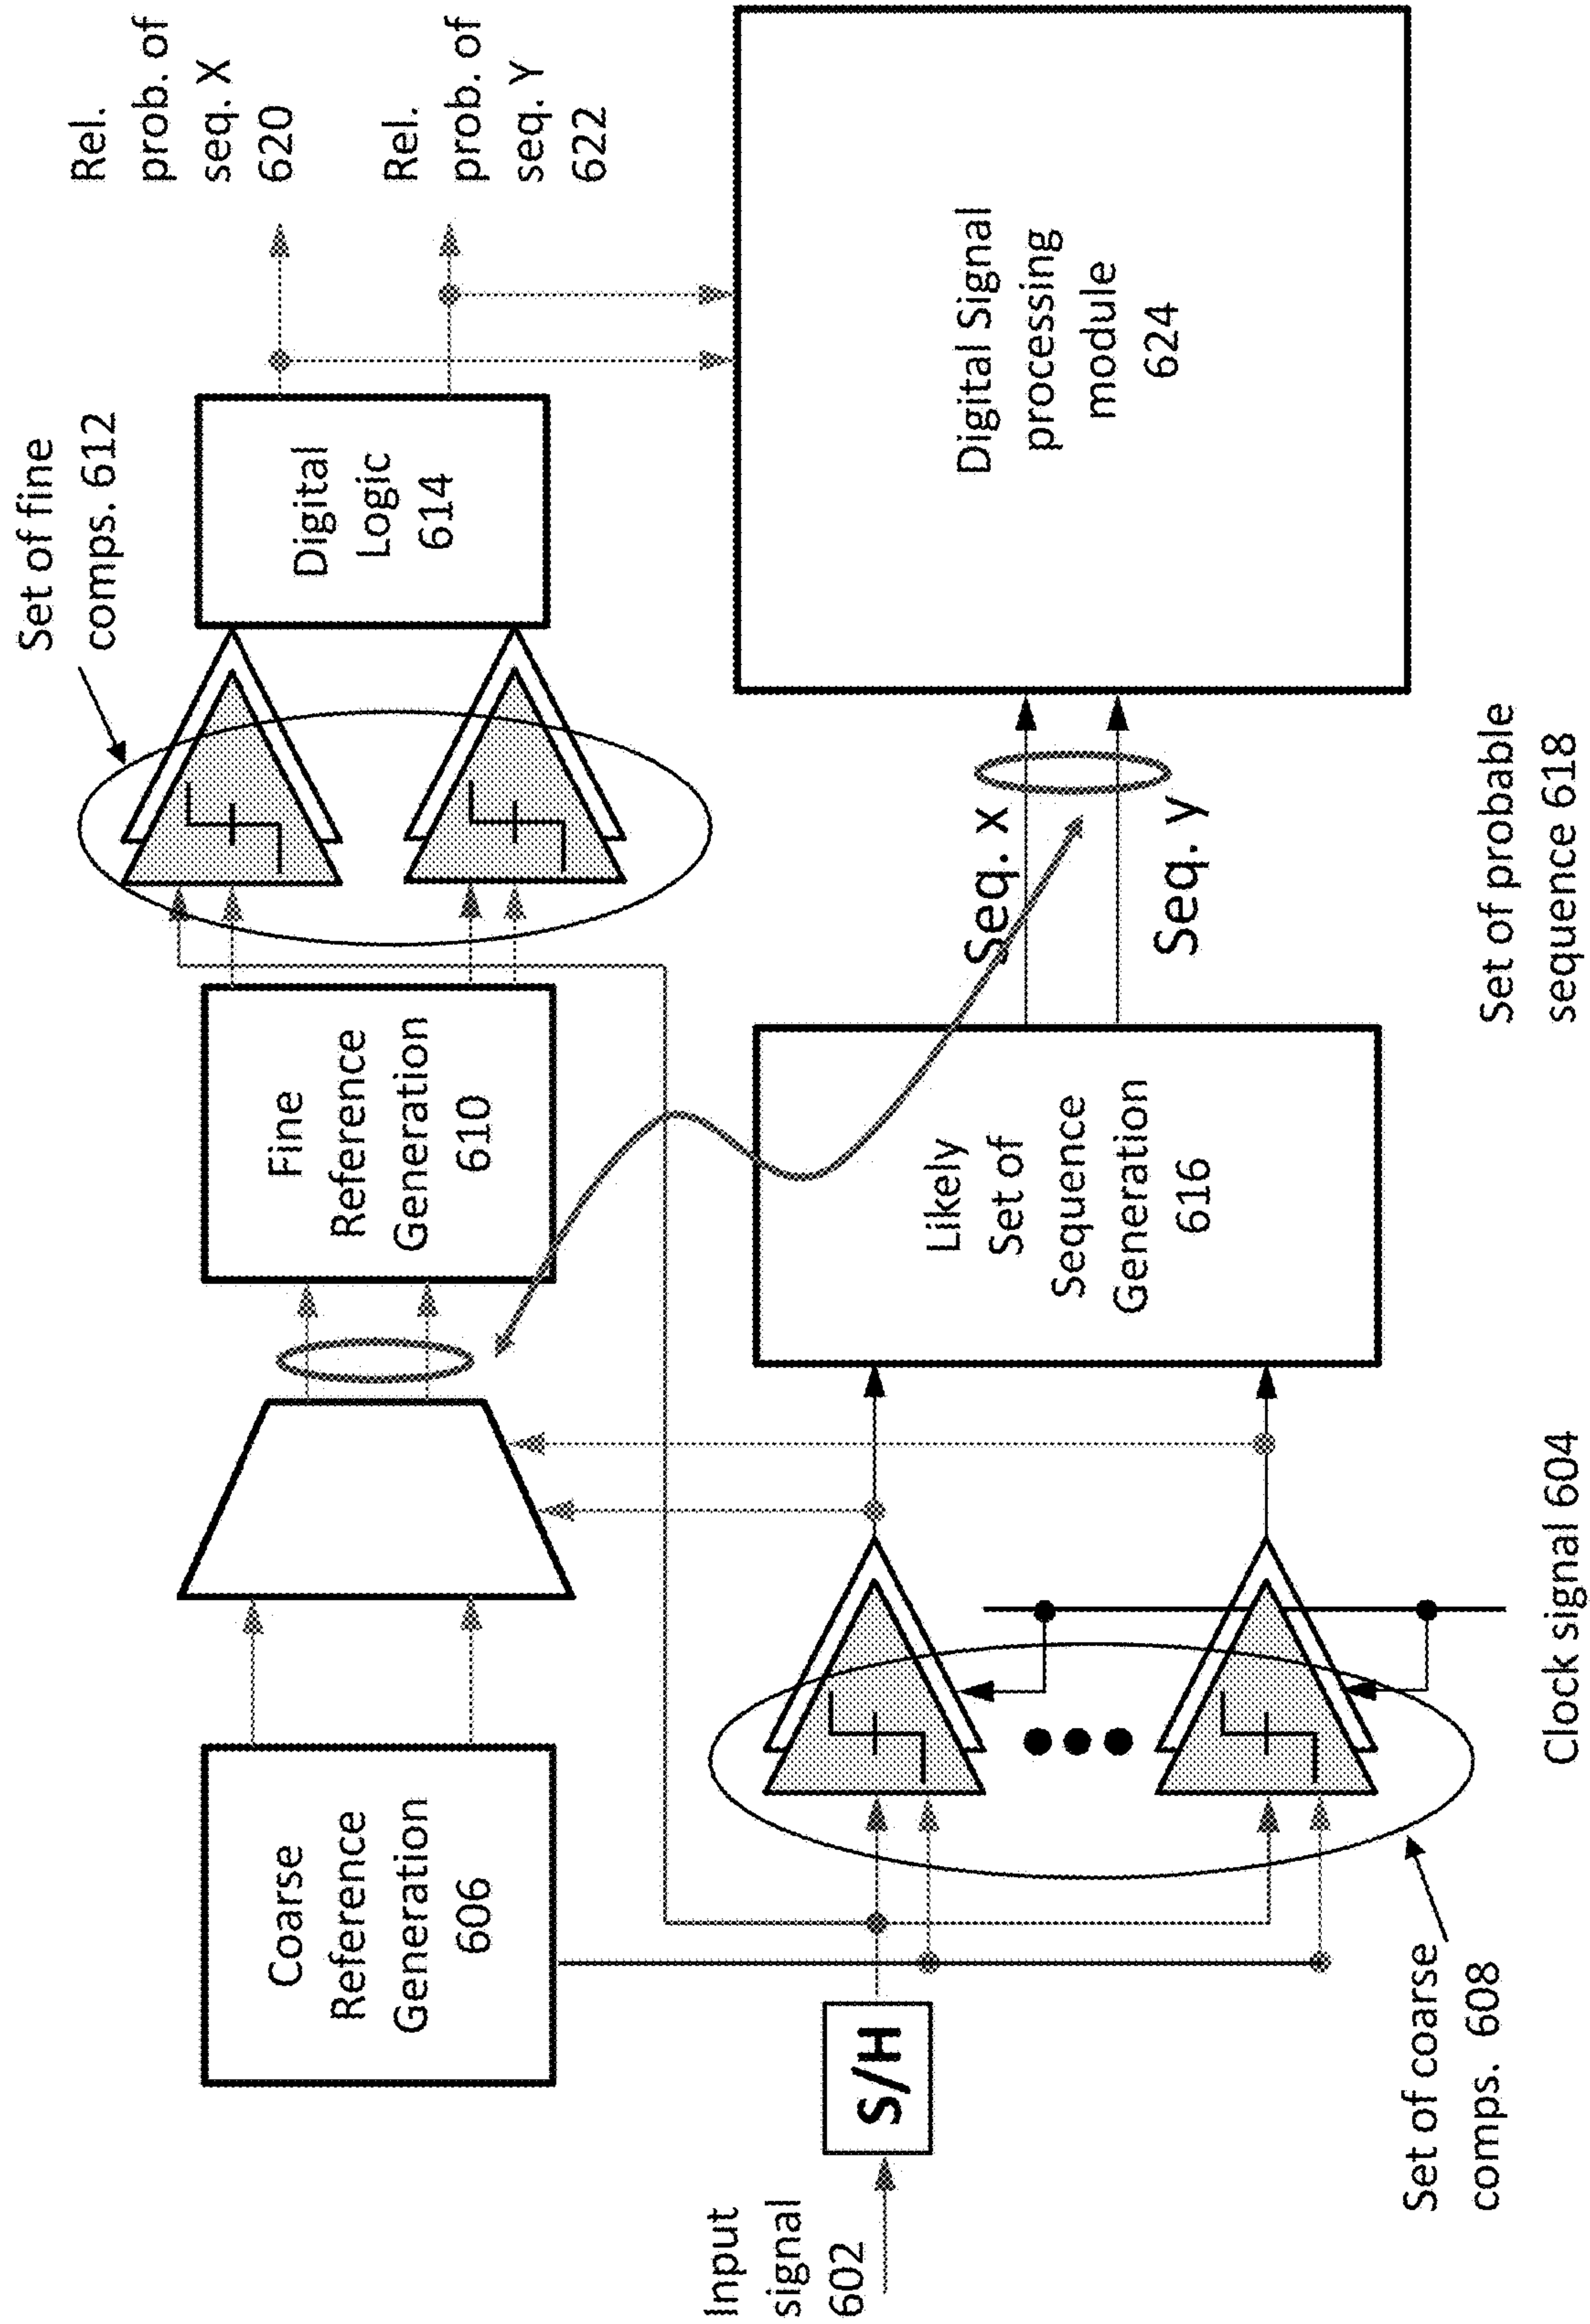 Set of fine
comps. 612
Rel.
prob. of
seq. X
620
Rel.
prob. of
seq. Y
622
Coarse
Reference
Generation
606
Fine
Reference
Generation
610
Digital
Logic
614
Input
signal
602
S/H
Likely
Set of
Sequence
Generation
616
Seq. x
Seq. y
Digital Signal
processing
module
624
Set of coarse
comps. 608
Clock signal 604
Set of probable
sequence 618